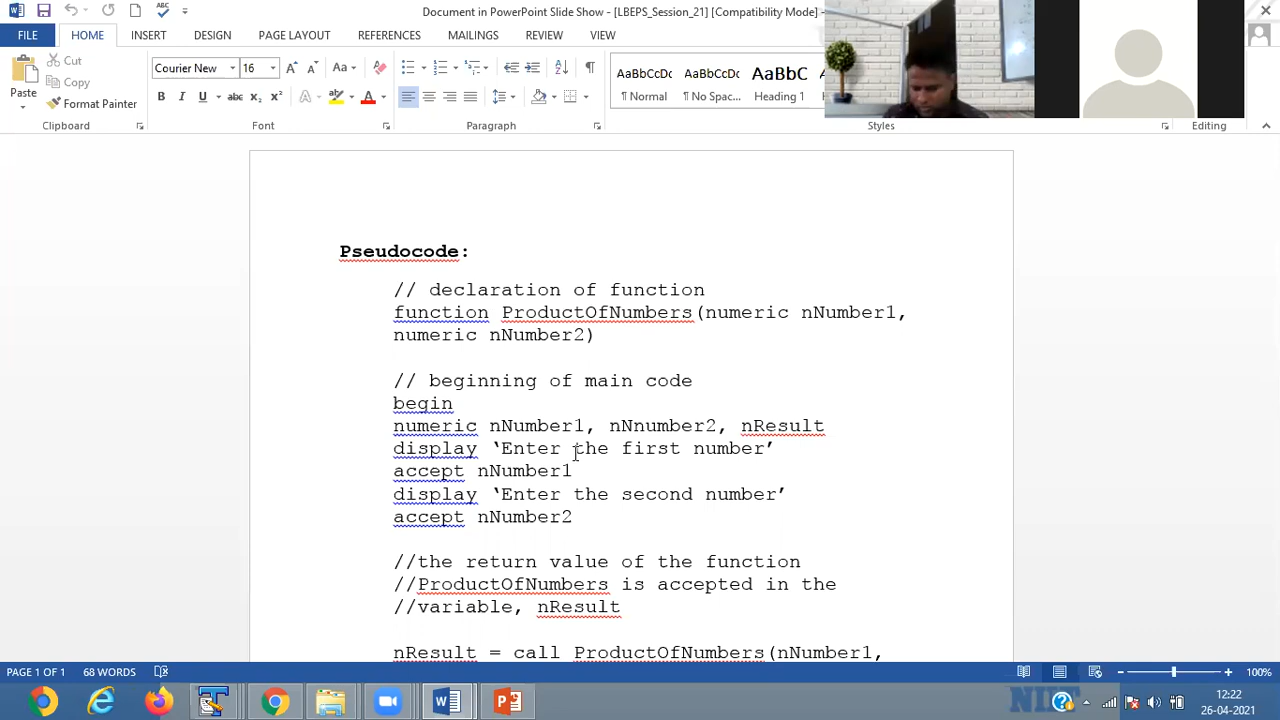 Document in PowerPoint Slide Show - [LBEPS_Session_21] [Compatibility Mode] -
FILE HOME INSERT DESIGN PAGE LAYOUT REFERENCES MAILINGS REVIEW VIEW
Cut
Copy
Format Painter
Paste
Clipboard
Courier New 16
Font
Paragraph
AaBbCcDc AaBbCcDc AaBbC
¶ Normal ¶ No Spac... Heading 1
Styles
Editing
Pseudocode:
// declaration of function
function ProductOfNumbers(numeric nNumber1,
numeric nNumber2)
// beginning of main code
begin
numeric nNumber1, nNnumber2, nResult
display ‘Enter the first number’
accept nNumber1
display ‘Enter the second number’
accept nNumber2
//the return value of the function
//ProductOfNumbers is accepted in the
//variable, nResult
nResult = call ProductOfNumbers(nNumber1,
PAGE 1 OF 1 68 WORDS 100%
NIIT
12:22
26-04-2021